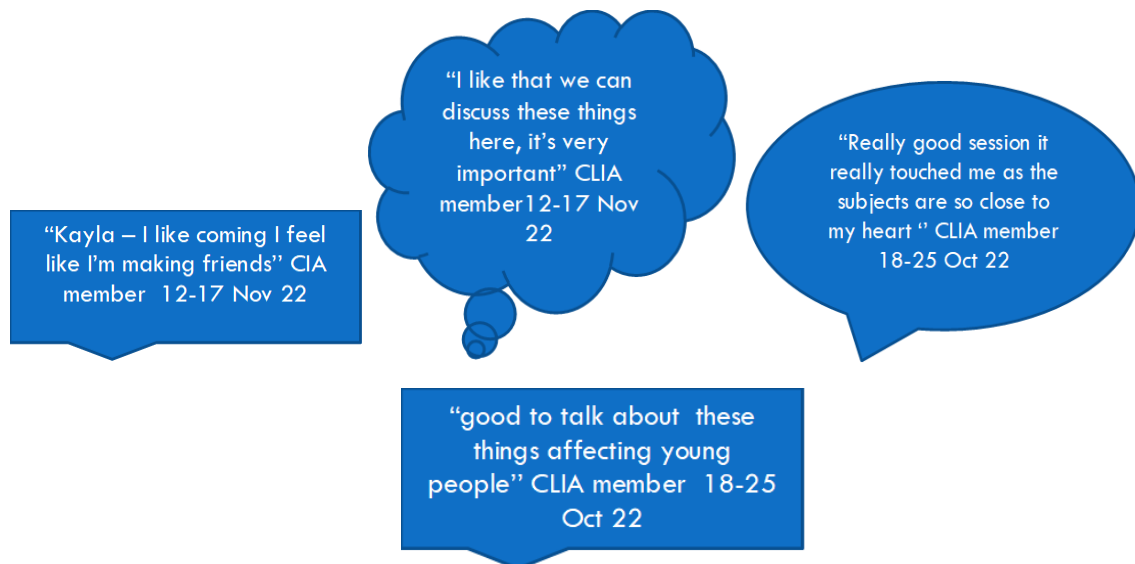 “Kayla – I like coming I feel
like I’m making friends” CIA
member 12-17 Nov 22
“I like that we can
discuss these things
here, it’s very
important” CLIA
member12-17 Nov
22
“Really good session it
really touched me as the
subjects are so close to
my heart ‘’ CLIA member
18-25 Oct 22
“good to talk about these
things affecting young
people” CLIA member 18-25
Oct 22